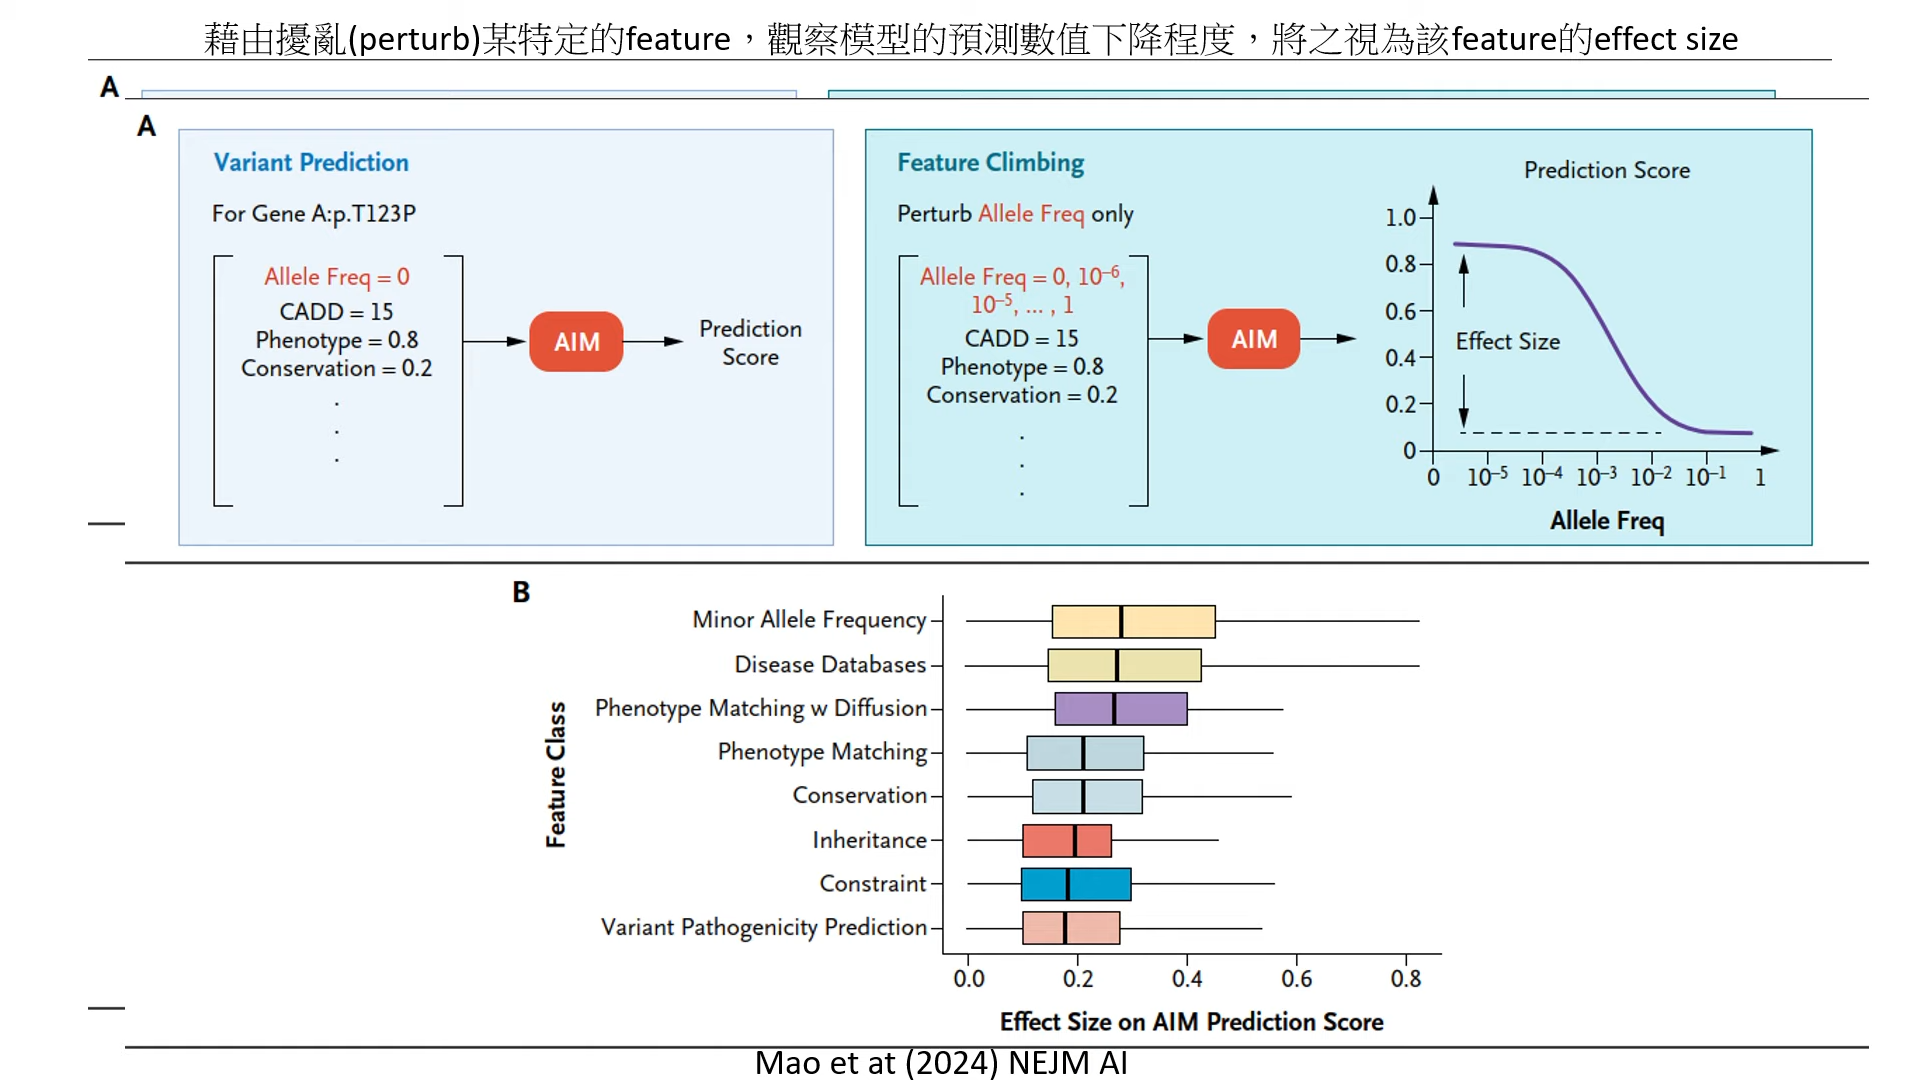 藉由擾亂(perturb)某特定的feature，觀察模型的預測數值下降程度，將之視為該feature的effect size
A
A
Variant Prediction
For Gene A:p.T123P
Allele Freq = 0
CADD = 15
Phenotype = 0.8
Conservation = 0.2
.
.
.
AIM
Prediction
Score
Feature Climbing
Perturb Allele Freq only
Allele Freq = 0, 10⁻⁶,
10⁻⁵, ... , 1
CADD = 15
Phenotype = 0.8
Conservation = 0.2
.
.
.
AIM
Prediction Score
1.0
0.8
0.6
0.4
0.2
0
Effect Size
0 10⁻⁵ 10⁻⁴ 10⁻³ 10⁻² 10⁻¹ 1
Allele Freq
B
Feature Class
Minor Allele Frequency
Disease Databases
Phenotype Matching w Diffusion
Phenotype Matching
Conservation
Inheritance
Constraint
Variant Pathogenicity Prediction
0.0 0.2 0.4 0.6 0.8
Effect Size on AIM Prediction Score
Mao et at (2024) NEJM AI